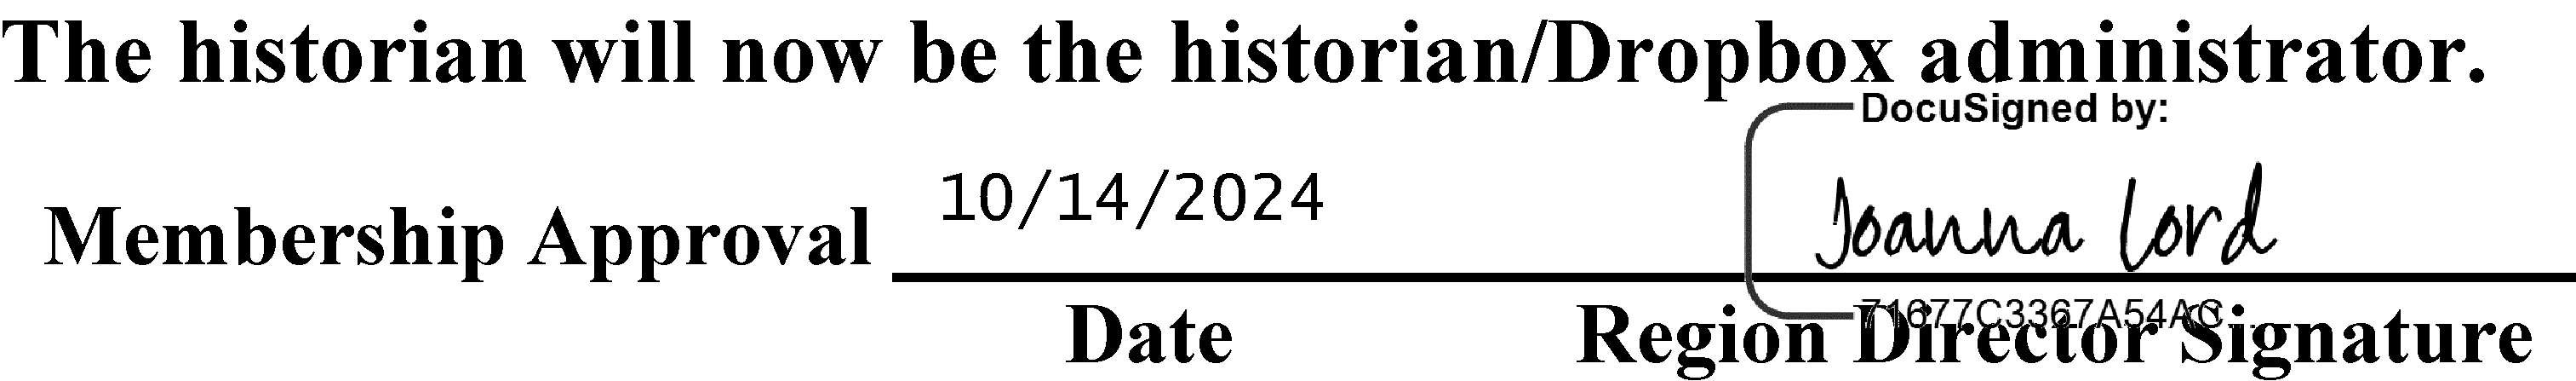 The historian will now be the historian/Dropbox administrator.
DocuSigned by:
Membership Approval 10/14/2024 Joanna Lord
71677C3367A54AC...
Date Region Director Signature